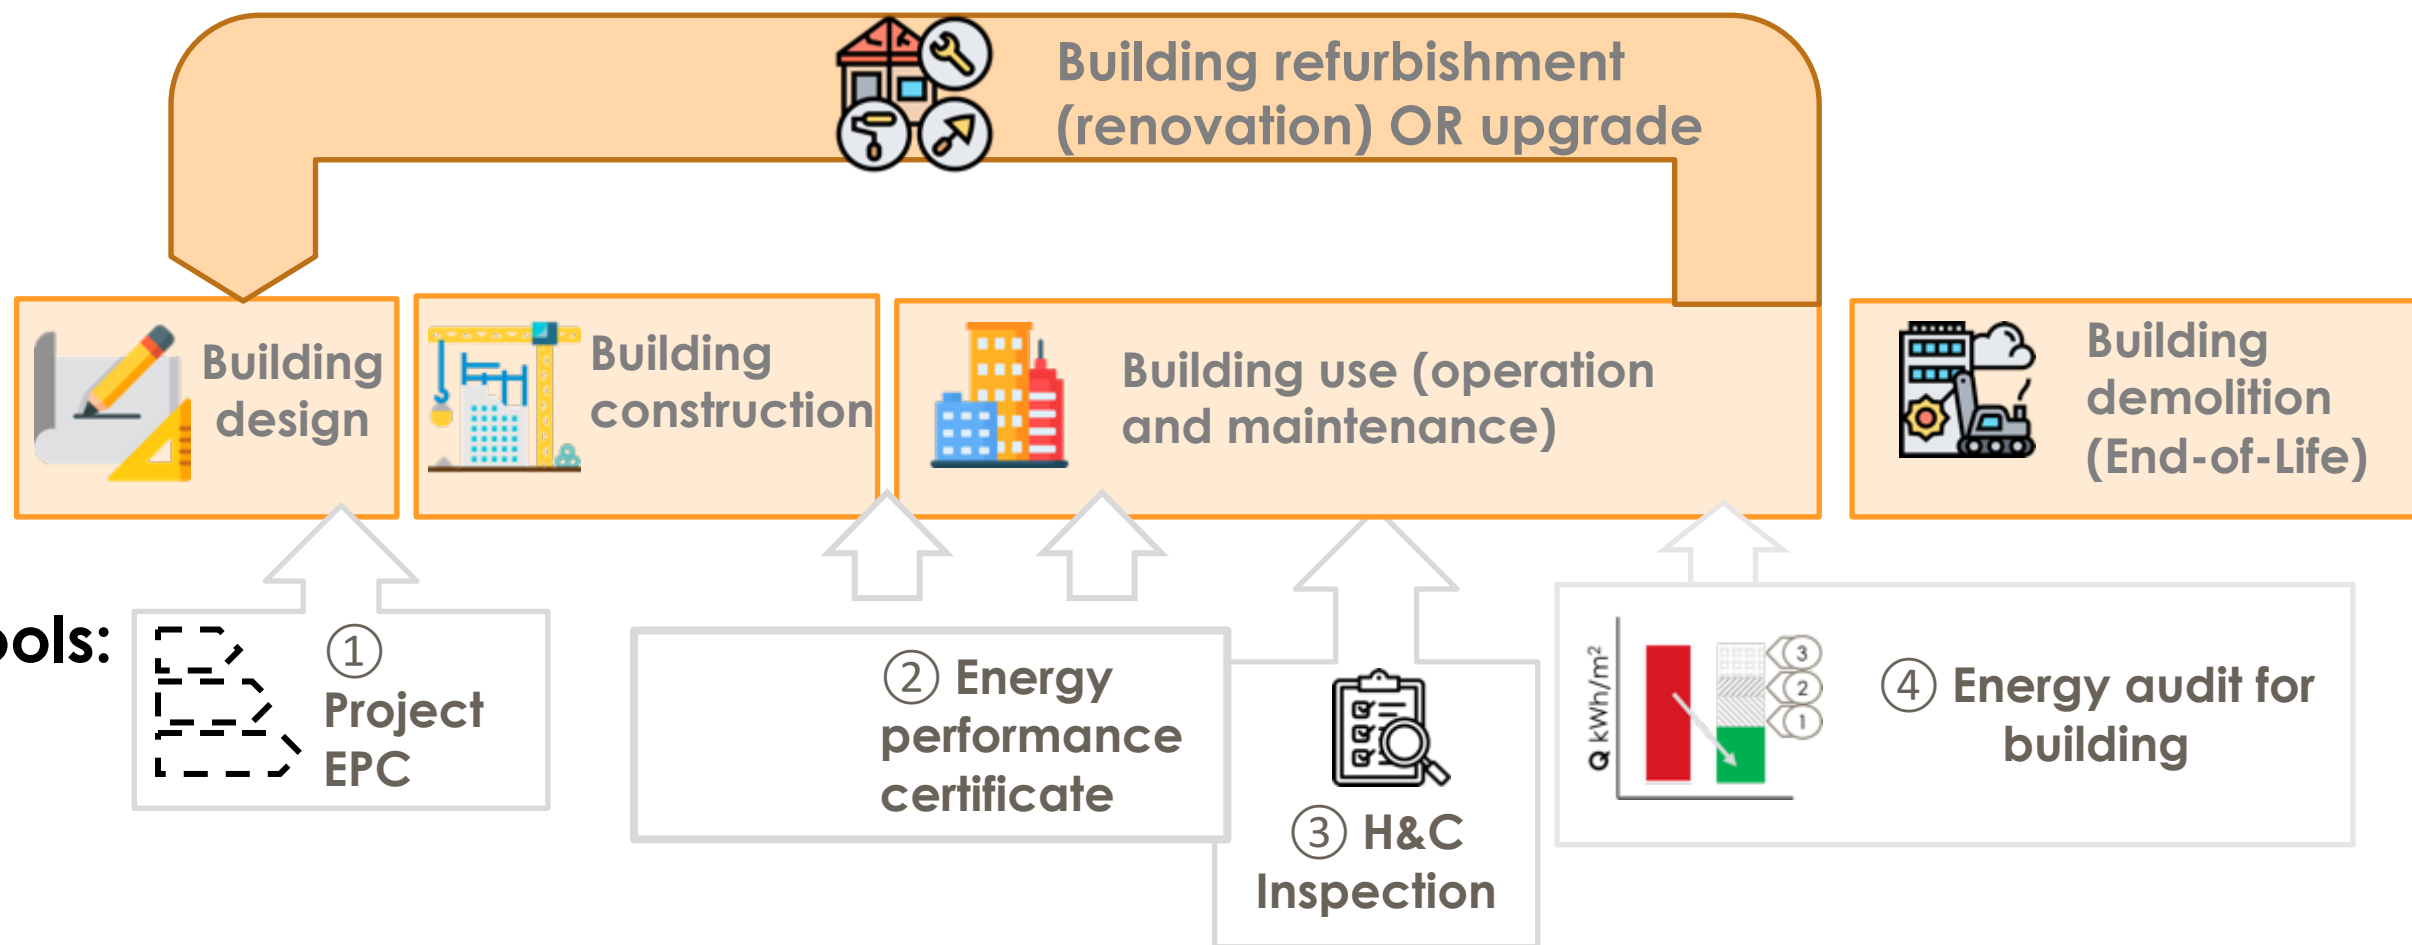 Building refurbishment
(renovation) OR upgrade
Building
design
Building
construction
Building use (operation
and maintenance)
Building
demolition
(End-of-Life)
ools:
①
Project
EPC
② Energy
performance
certificate
③ H&C
Inspection
Q kWh/m²
3
2
1
④ Energy audit for
building